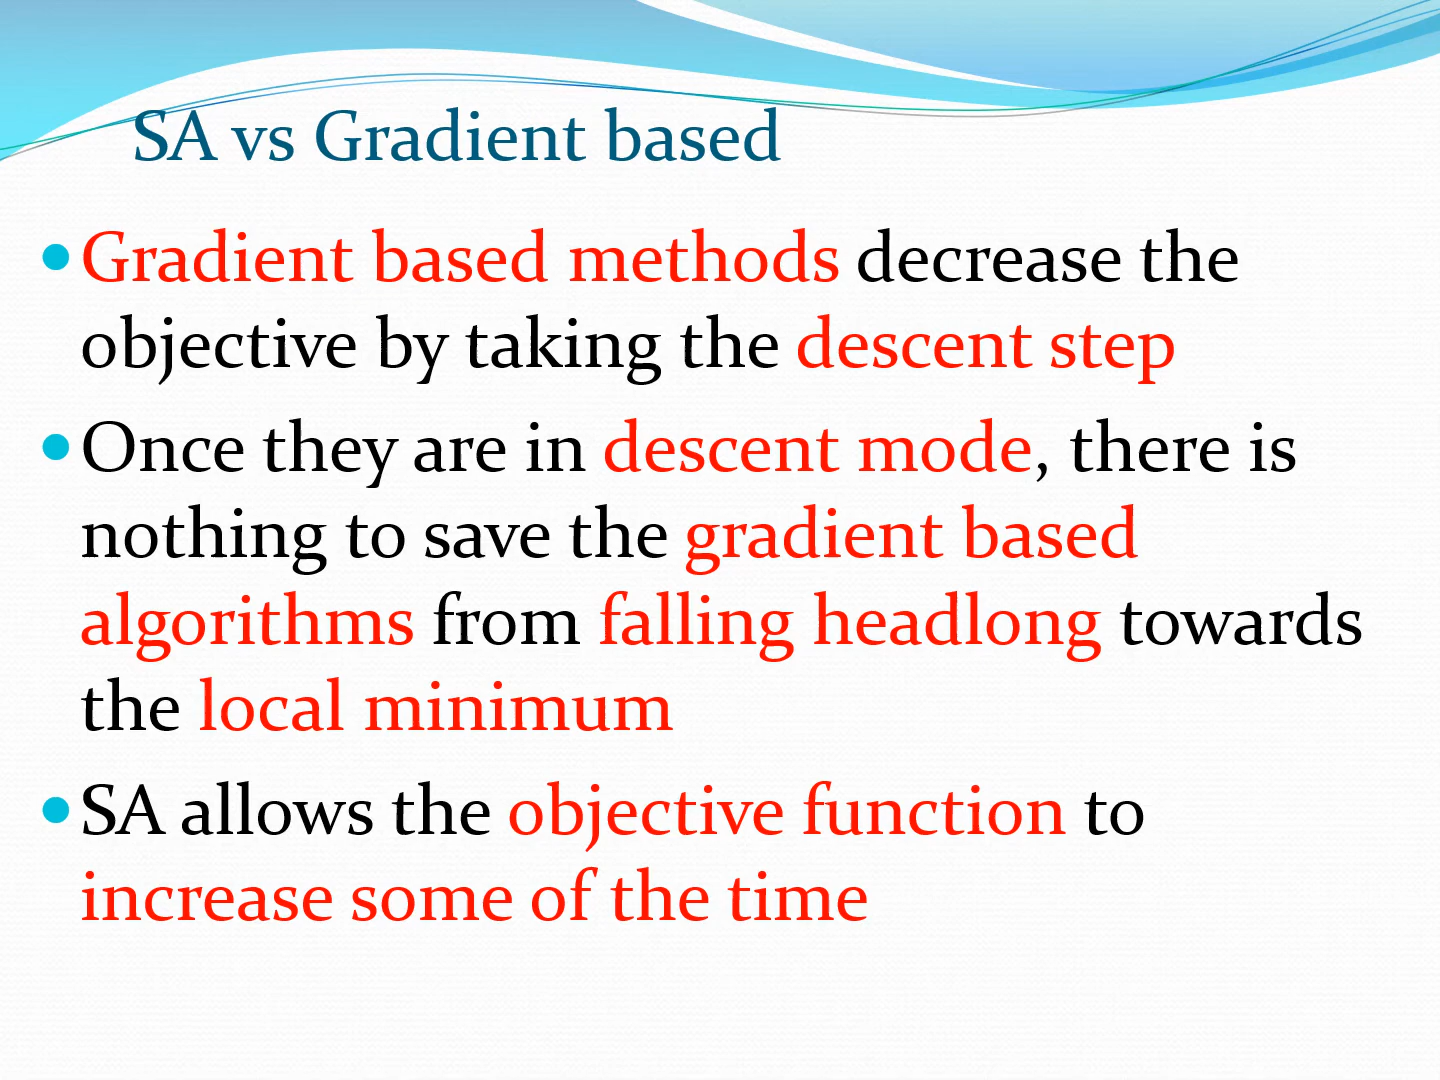 SA vs Gradient based
•Gradient based methods decrease the
objective by taking the descent step
•Once they are in descent mode, there is
nothing to save the gradient based
algorithms from falling headlong towards
the local minimum
•SA allows the objective function to
increase some of the time